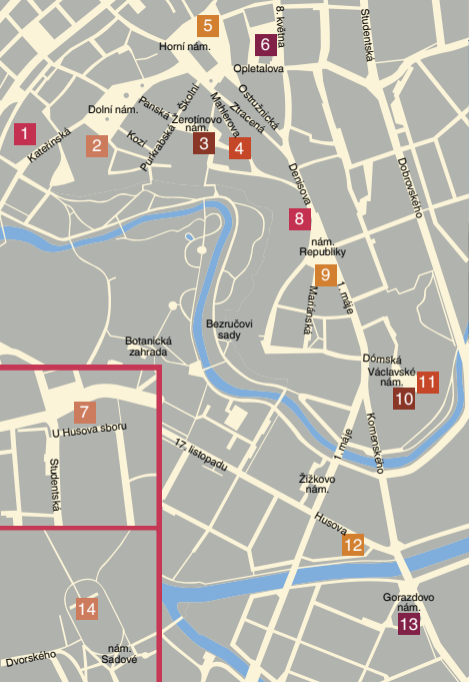 5
8. května
Studentská
Horní nám.
6
Opletalova
Školní
Ostružnická
Dolní nám.
Panská
Mahlerova
Ztracená
Žerotínovo
nám.
1
Kateřinská
2
Kozí
Purkrabská
3
4
Denisova
Dobrovského
8
nám.
Republiky
9
1. máje
Mariánská
Bezručovi
sady
Botanická
zahrada
Dómská
Václavské
nám.
11
10
7
U Husova sboru
Studentská
17. listopadu
1. máje
Komenského
Žižkovo
nám.
Husova
12
14
Gorazdovo
nám.
13
Dvorského
nám.
Sadové